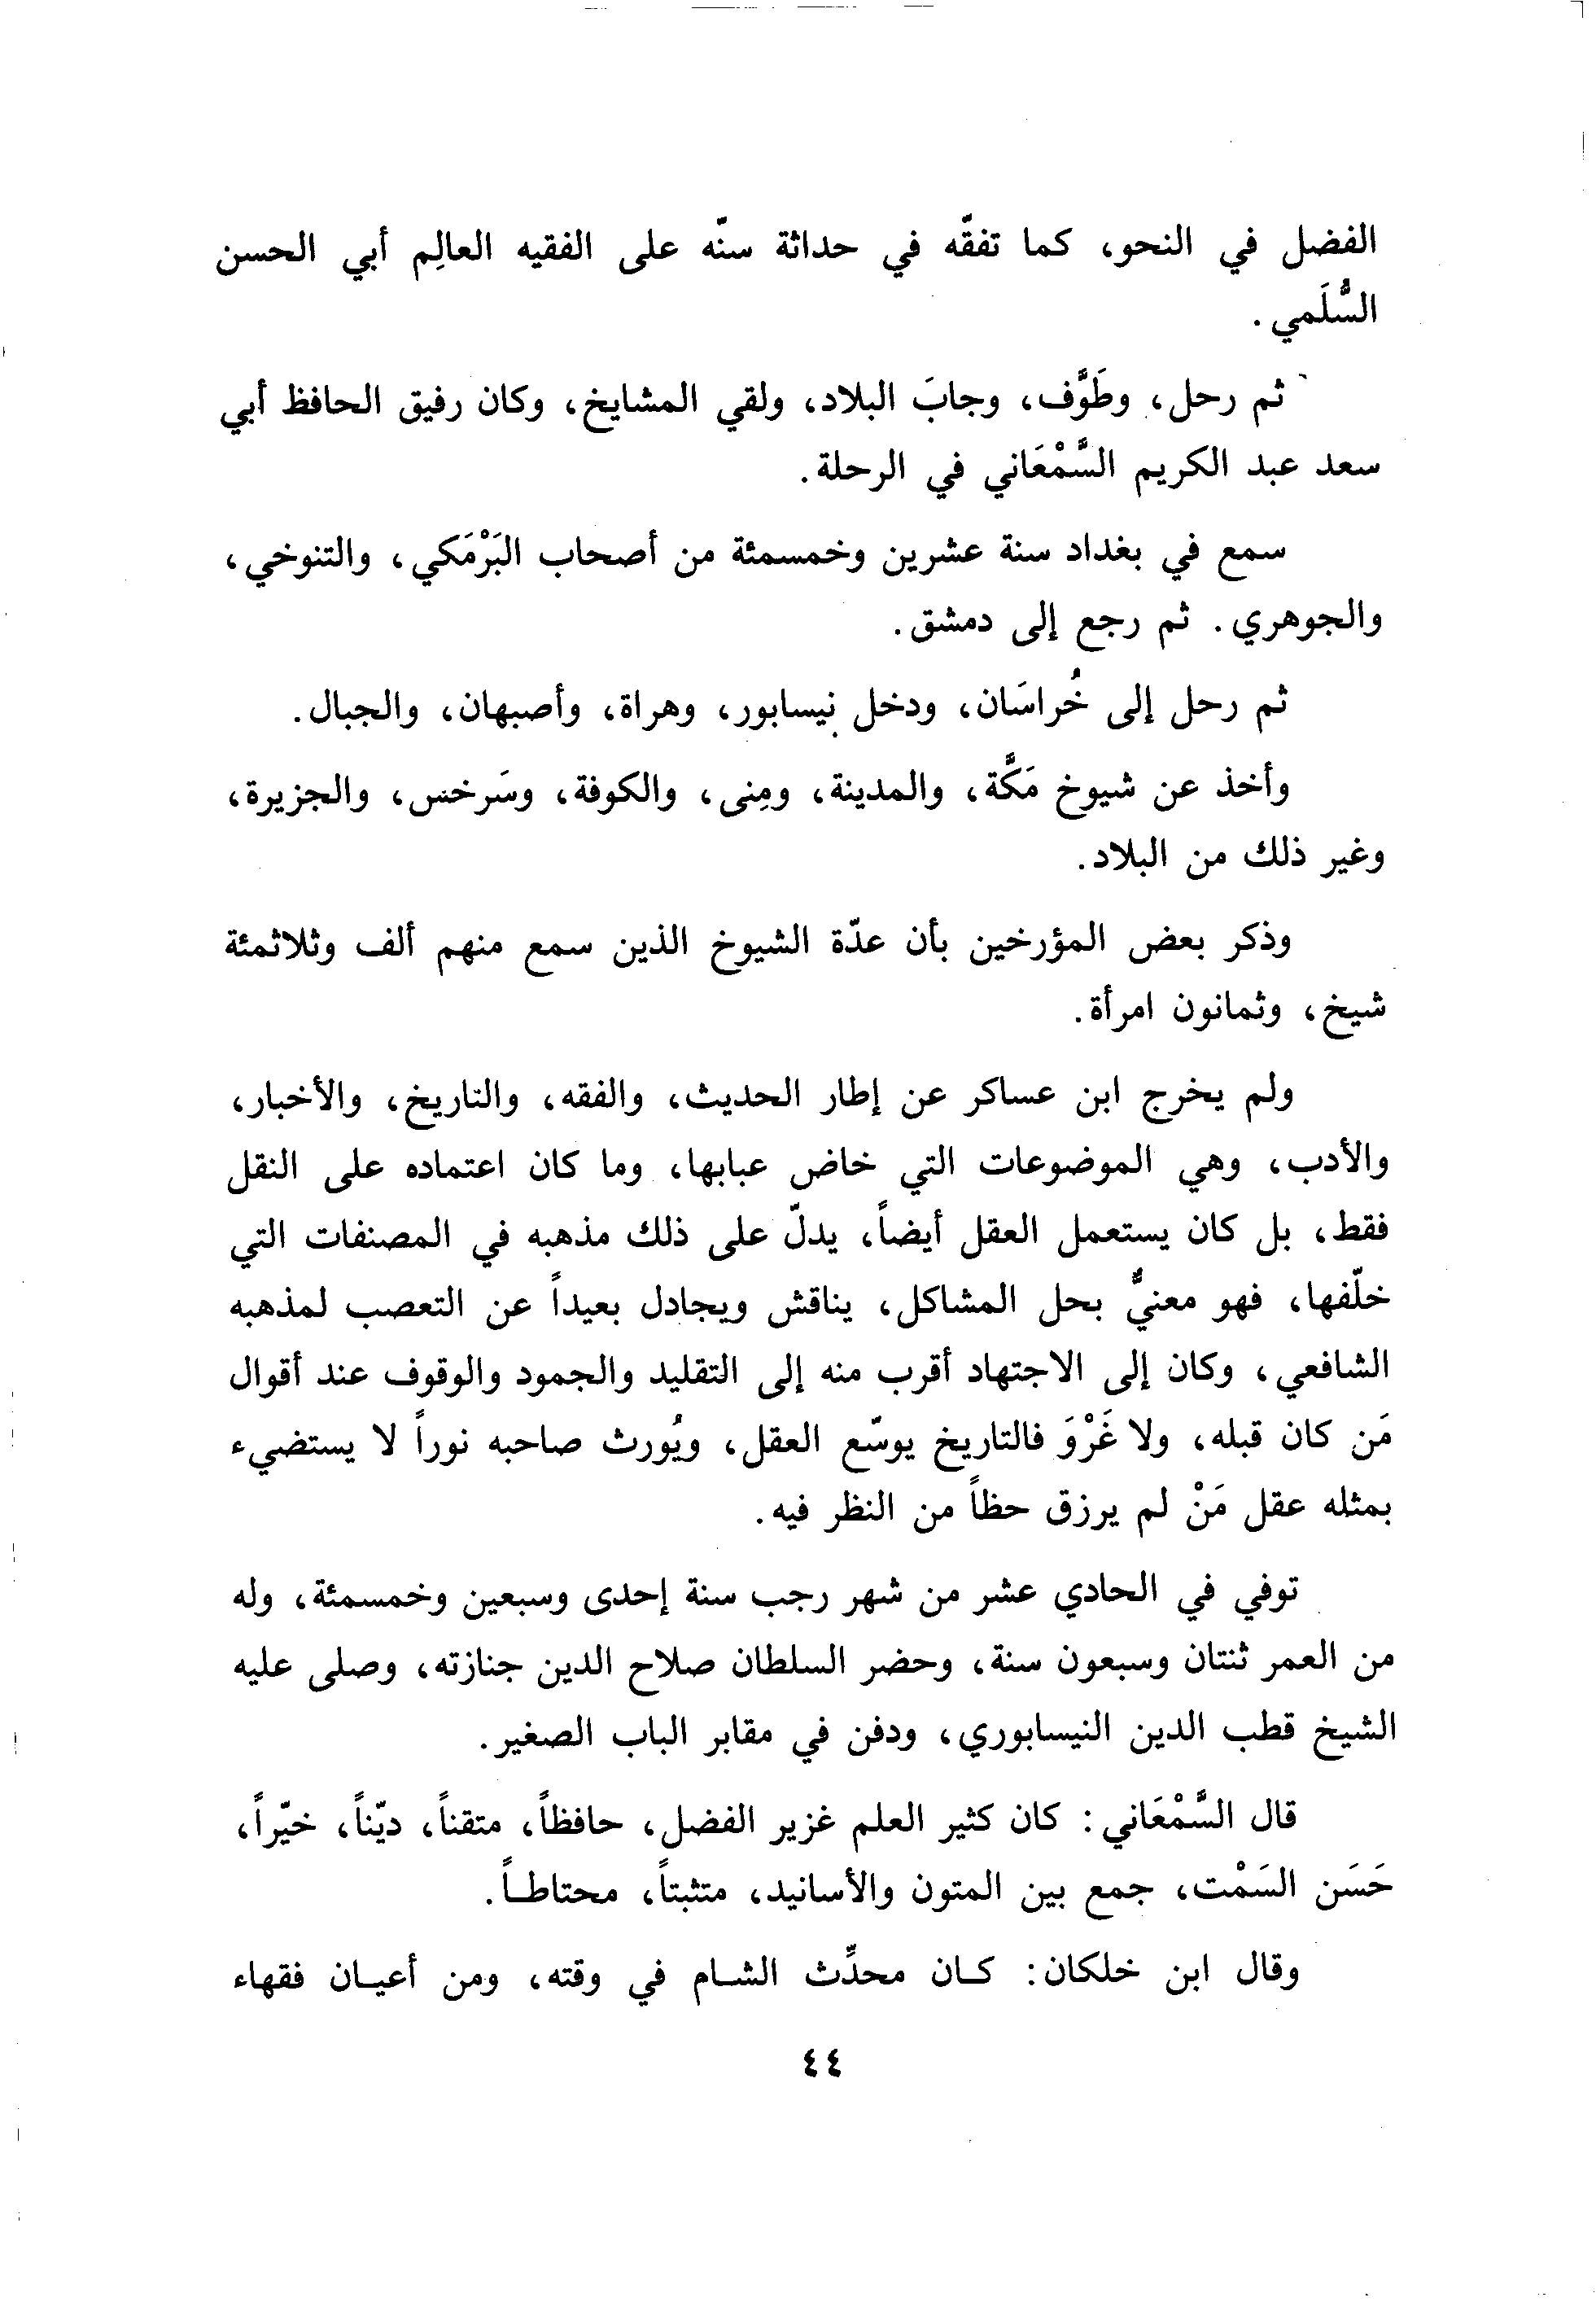 الفضل في النحو، كما تفقّه في حداثة سنّه على الفقيه العالِم أبي الحسن
السُّلَمي.
ثم رحل، وطَوَّف، وجابَ البلاد، ولقي المشايخ، وكان رفيق الحافظ أبي
سعد عبد الكريم السَّمْعَاني في الرحلة.
سمع في بغداد سنة عشرين وخمسمئة من أصحاب البَرْمَكي، والتنوخي،
والجوهري. ثم رجع إلى دمشق.
ثم رحل إلى خُراسَان، ودخل نيسابور، وهراة، وأصبهان، والجبال.
وأخذ عن شيوخ مَكَّة، والمدينة، ومِنى، والكوفة، وسَرخس، والجزيرة،
وغير ذلك من البلاد.
وذكر بعض المؤرخين بأن عدّة الشيوخ الذين سمع منهم ألف وثلاثمئة
شيخ، وثمانون امرأة.
ولم يخرج ابن عساكر عن إطار الحديث، والفقه، والتاريخ، والأخبار،
والأدب، وهي الموضوعات التي خاض عبابها، وما كان اعتماده على النقل
فقط، بل كان يستعمل العقل أيضاً، يدلّ على ذلك مذهبه في المصنفات التي
خلّفها، فهو معنيٌّ بحل المشاكل، يناقش ويجادل بعيداً عن التعصب لمذهبه
الشافعي، وكان إلى الاجتهاد أقرب منه إلى التقليد والجمود والوقوف عند أقوال
مَن كان قبله، ولا غَرْوَ فالتاريخ يوسّع العقل، ويُورث صاحبه نوراً لا يستضيء
بمثله عقل مَنْ لم يرزق حظاً من النظر فيه.
توفي في الحادي عشر من شهر رجب سنة إحدى وسبعين وخمسمئة، وله
من العمر ثنتان وسبعون سنة، وحضر السلطان صلاح الدين جنازته، وصلى عليه
الشيخ قطب الدين النيسابوري، ودفن في مقابر الباب الصغير.
قال السَّمْعَاني: كان كثير العلم غزير الفضل، حافظاً، متقناً، ديّناً، خيّراً،
حَسَن السَمْت، جمع بين المتون والأسانيد، متثبتاً، محتاطاً.
وقال ابن خلكان: كان محدِّث الشام في وقته، ومن أعيان فقهاء
٤٤